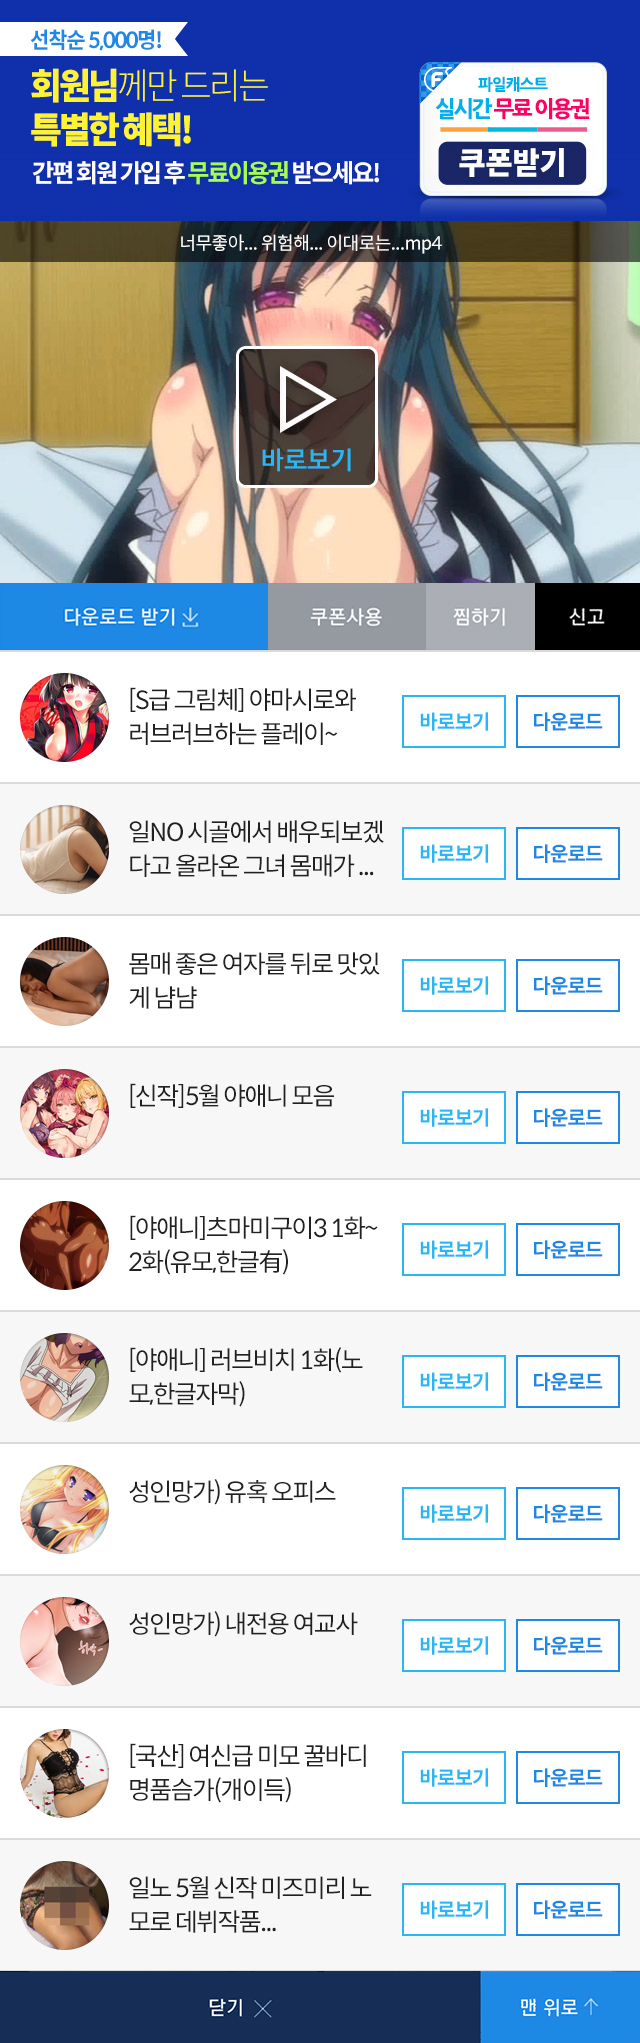 선착순 5,000명!
회원님께만 드리는
특별한 혜택!
간편 회원 가입 후 무료이용권 받으세요!
파일캐스트
실시간 무료 이용권
쿠폰받기
너무좋아... 위험해... 이대로는...mp4
바로보기
다운로드 받기 쿠폰사용 찜하기 신고
[S급 그림체] 야마시로와
러브러브하는 플레이~
바로보기 다운로드
일NO 시골에서 배우되보겠
다고 올라온 그녀 몸매가 ...
바로보기 다운로드
몸매 좋은 여자를 뒤로 맛있
게 냠냠
바로보기 다운로드
[신작]5월 야애니 모음
바로보기 다운로드
[야애니]츠마미구이3 1화~
2화(유모,한글有)
바로보기 다운로드
[야애니] 러브비치 1화(노
모,한글자막)
바로보기 다운로드
성인망가) 유혹 오피스
바로보기 다운로드
성인망가) 내전용 여교사
바로보기 다운로드
[국산] 여신급 미모 꿀바디
명품슴가(개이득)
바로보기 다운로드
일노 5월 신작 미즈미리 노
모로 데뷔작품...
바로보기 다운로드
닫기 맨 위로